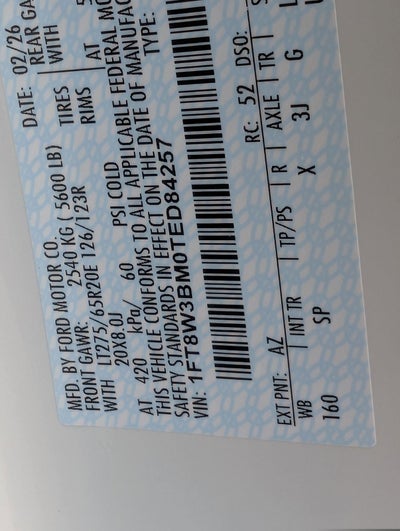 MFD. BY FORD MOTOR CO.
DATE: 02/26
FRONT GAWR: 2540 KG ( 5600 LB)
REAR GA
LT275/65R20E 126/123R TIRES
WITH
WITH 20X8.0J RIMS
AT 420 kPa/ 60 PSI COLD AT
THIS VEHICLE CONFORMS TO ALL APPLICABLE FEDERAL MO
SAFETY STANDARDS IN EFFECT ON THE DATE OF MANUFAC
VIN: 1FT8W3BM0TED84257 TYPE:
EXT PNT: AZ RC: 52 DSO:
WB INT TR TP/PS R AXLE TR S
160 SP X 3J G